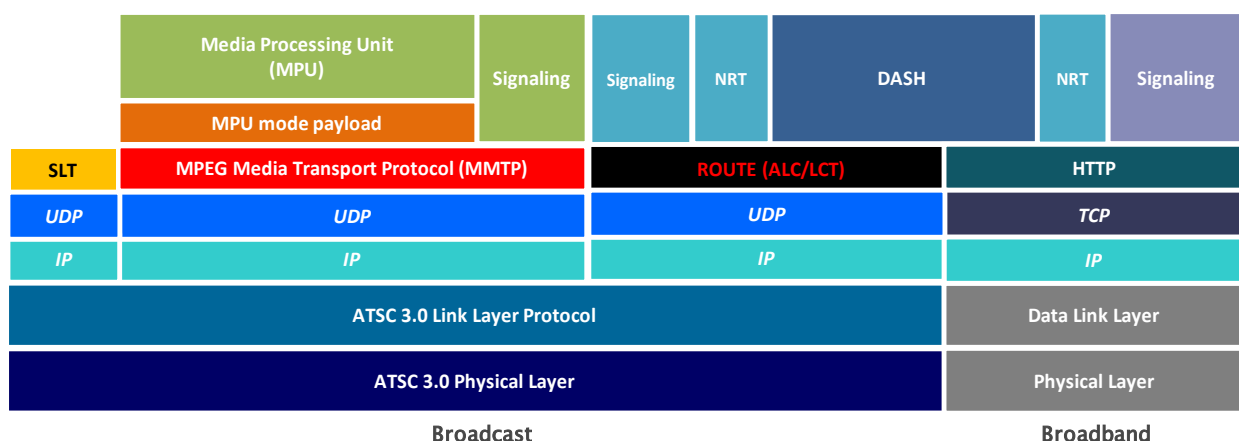 Media Processing Unit
(MPU)
Signaling
Signaling
NRT
DASH
NRT
Signaling
MPU mode payload
SLT
MPEG Media Transport Protocol (MMTP)
ROUTE (ALC/LCT)
HTTP
UDP
UDP
UDP
TCP
IP
IP
IP
IP
ATSC 3.0 Link Layer Protocol
Data Link Layer
ATSC 3.0 Physical Layer
Physical Layer
Broadcast
Broadband